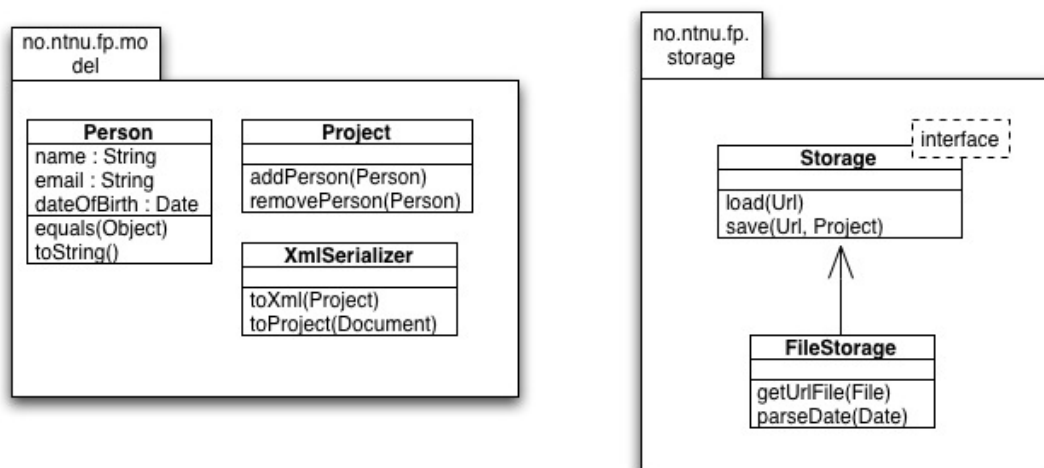 no.ntnu.fp.mo
del
Person
name : String
email : String
dateOfBirth : Date
equals(Object)
toString()
Project
addPerson(Person)
removePerson(Person)
XmlSerializer
toXml(Project)
toProject(Document)
no.ntnu.fp.
storage
interface
Storage
load(Url)
save(Url, Project)
FileStorage
getUrlFile(File)
parseDate(Date)